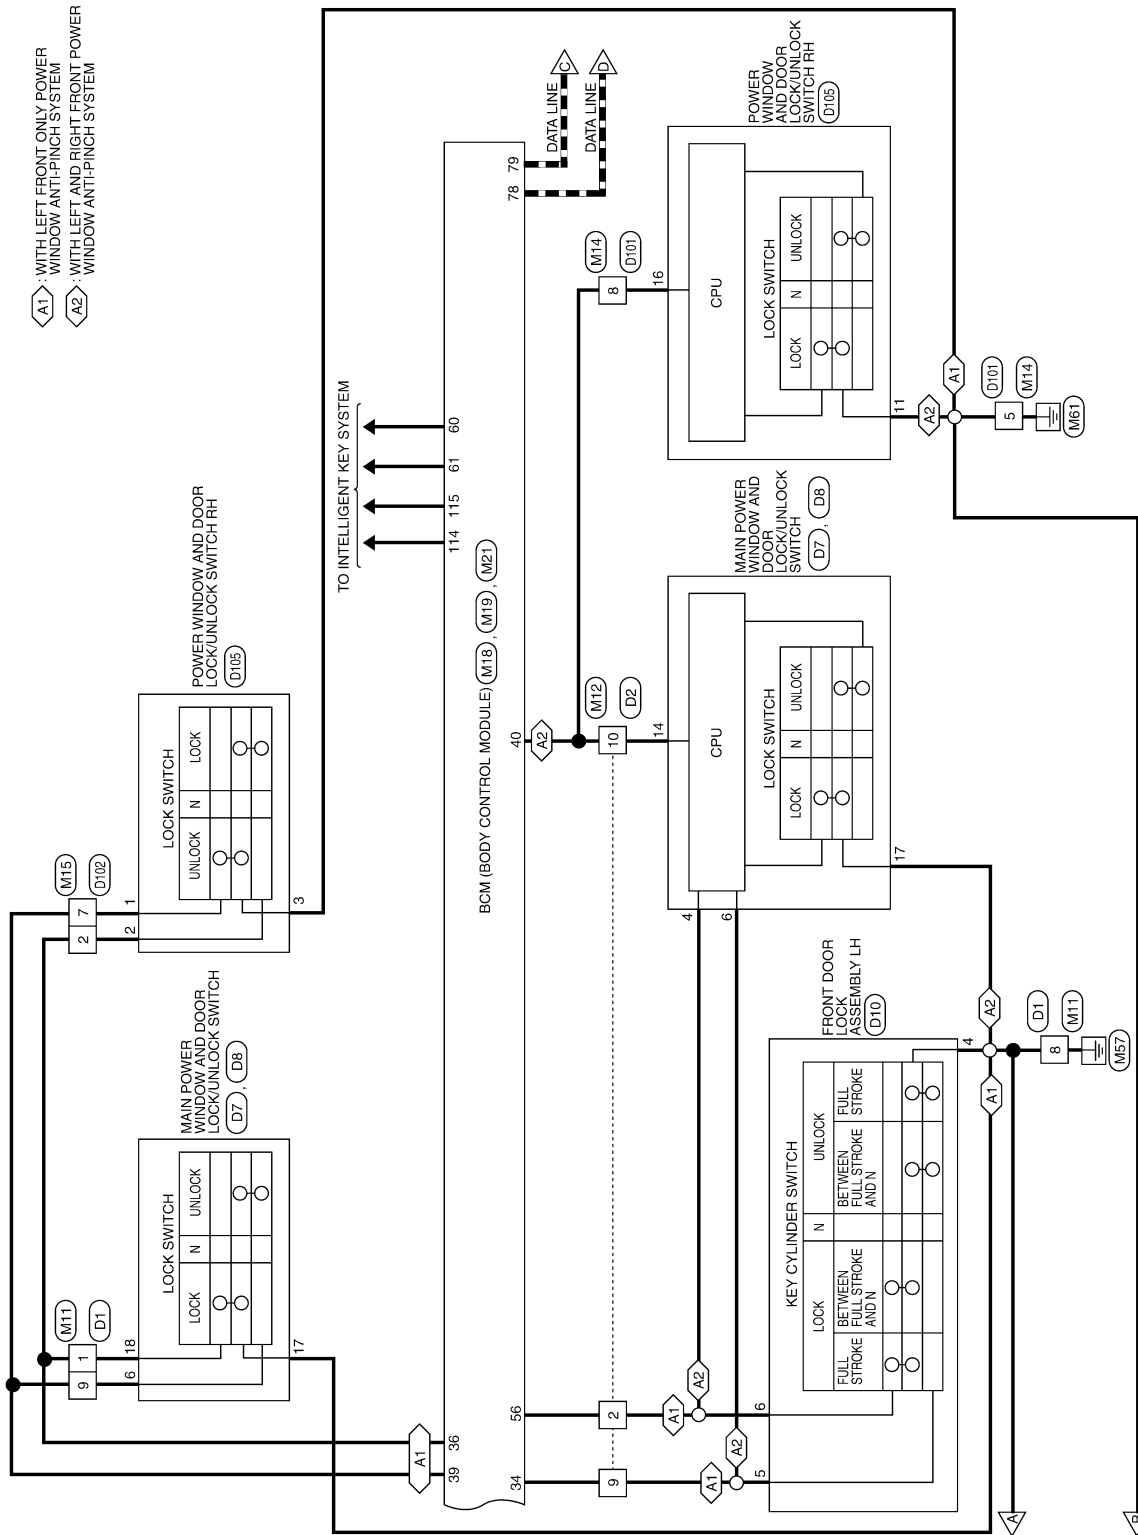 A1 : WITH LEFT FRONT ONLY POWER
WINDOW ANTI-PINCH SYSTEM
A2 : WITH LEFT AND RIGHT FRONT POWER
WINDOW ANTI-PINCH SYSTEM
MAIN POWER
WINDOW AND DOOR
LOCK/UNLOCK SWITCH
D7 , D8
M11
D1
9 1
6 18
LOCK SWITCH
LOCK N UNLOCK
17
POWER WINDOW AND DOOR
LOCK/UNLOCK SWITCH RH
D105
M15
D102
2 7
2 1
LOCK SWITCH
UNLOCK N LOCK
3
TO INTELLIGENT KEY SYSTEM
A1
39 36 114 115 61 60
BCM (BODY CONTROL MODULE) M18 , M19 , M21
34 56 40 78 79
DATA LINE
C
DATA LINE
D
A2
9 2 10
M12
D2
8
M14
D101
A1 A1
A2 A2
5 6
FRONT DOOR
LOCK
ASSEMBLY LH
D10
KEY CYLINDER SWITCH
LOCK N UNLOCK
FULL
STROKE
BETWEEN
FULL STROKE
AND N
BETWEEN
FULL STROKE
AND N
FULL
STROKE
4
MAIN POWER
WINDOW AND
DOOR
LOCK/UNLOCK
SWITCH
D7 , D8
4 6 14
CPU
LOCK SWITCH
LOCK N UNLOCK
17
POWER
WINDOW
AND DOOR
LOCK/UNLOCK
SWITCH RH
D105
16
CPU
LOCK SWITCH
LOCK N UNLOCK
11
A1 A2
8
D1
M11
M57
A2 A1
5
D101
M14
M61
A